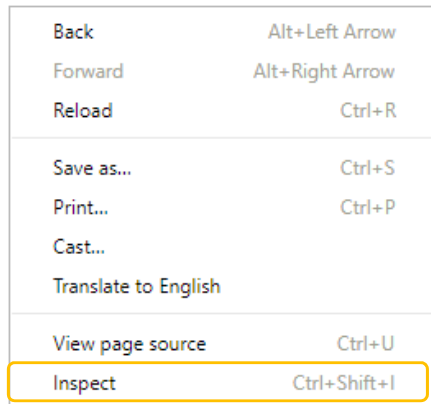 Back Alt+Left Arrow
Forward Alt+Right Arrow
Reload Ctrl+R
Save as... Ctrl+S
Print... Ctrl+P
Cast...
Translate to English
View page source Ctrl+U
Inspect Ctrl+Shift+I